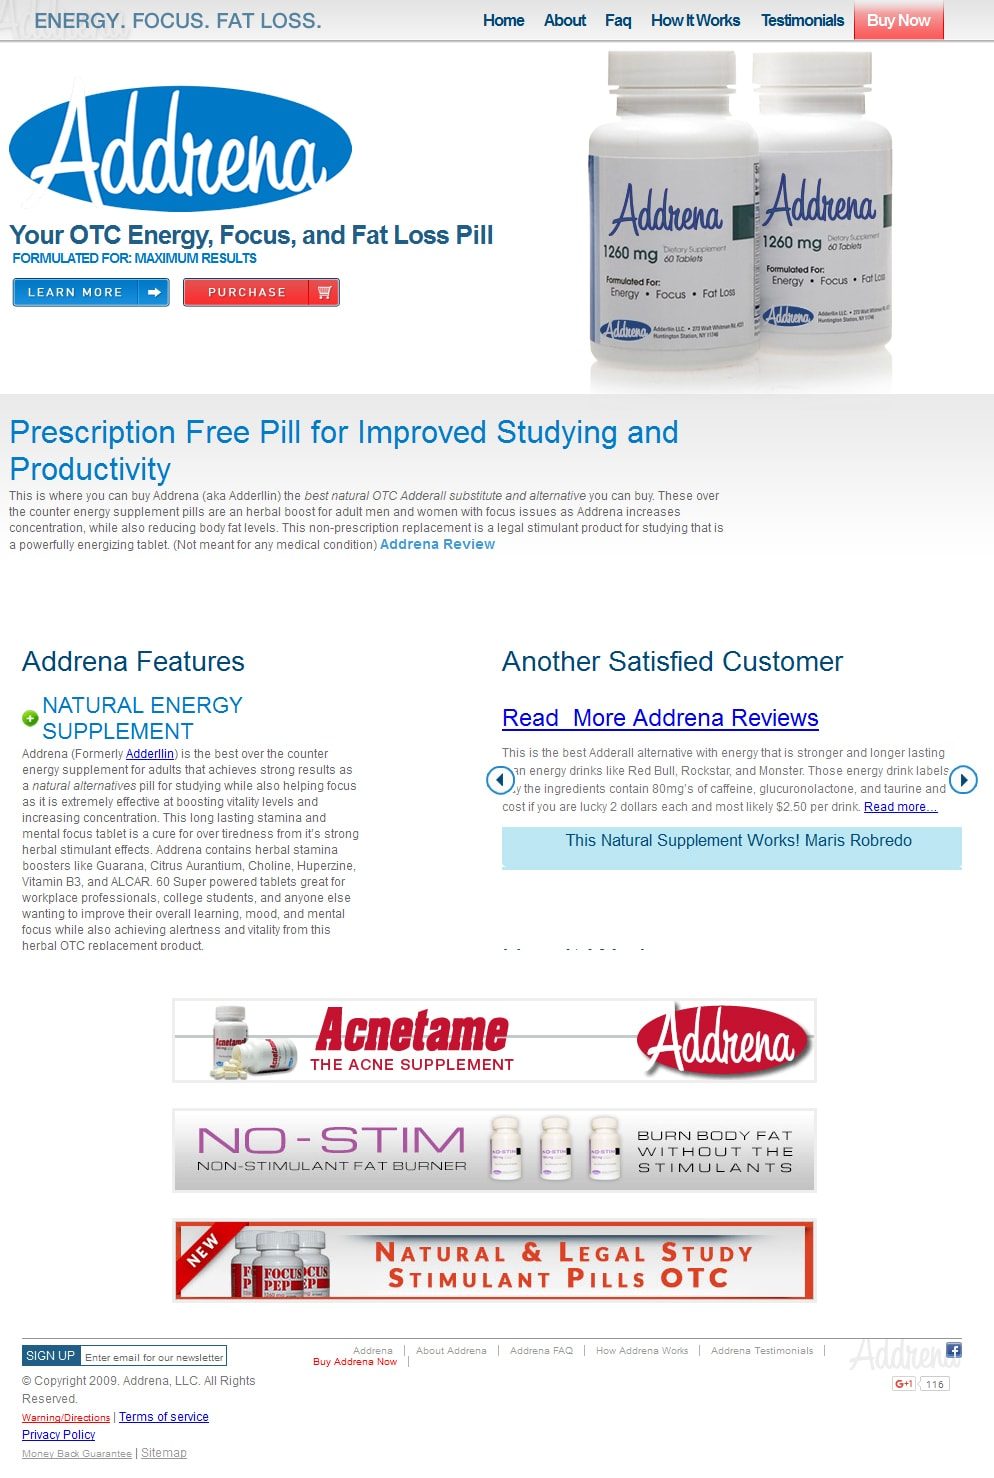 ENERGY. FOCUS. FAT LOSS.
Home About Faq How It Works Testimonials Buy Now
Addrena
Your OTC Energy, Focus, and Fat Loss Pill
FORMULATED FOR: MAXIMUM RESULTS
LEARN MORE
PURCHASE
Addrena
1260 mg
Dietary Supplement
60 Tablets
Formulated For:
Energy • Focus • Fat Loss
Addrena
Adderllin LLC. • 273 Walt Whitman Rd. #321
Huntington Station, NY 11746
Addrena
1260 mg
Dietary Supplement
60 Tablets
Formulated For:
Energy • Focus • Fat Loss
Addrena
Prescription Free Pill for Improved Studying and
Productivity
This is where you can buy Addrena (aka Adderllin) the best natural OTC Adderall substitute and alternative you can buy. These over
the counter energy supplement pills are an herbal boost for adult men and women with focus issues as Addrena increases
concentration, while also reducing body fat levels. This non-prescription replacement is a legal stimulant product for studying that is
a powerfully energizing tablet. (Not meant for any medical condition) Addrena Review
Addrena Features
NATURAL ENERGY
SUPPLEMENT
Addrena (Formerly Adderllin) is the best over the counter
energy supplement for adults that achieves strong results as
a natural alternatives pill for studying while also helping focus
as it is extremely effective at boosting vitality levels and
increasing concentration. This long lasting stamina and
mental focus tablet is a cure for over tiredness from it's strong
herbal stimulant effects. Addrena contains herbal stamina
boosters like Guarana, Citrus Aurantium, Choline, Huperzine,
Vitamin B3, and ALCAR. 60 Super powered tablets great for
workplace professionals, college students, and anyone else
wanting to improve their overall learning, mood, and mental
focus while also achieving alertness and vitality from this
herbal OTC replacement product.
Another Satisfied Customer
Read More Addrena Reviews
This is the best Adderall alternative with energy that is stronger and longer lasting
energy drinks like Red Bull, Rockstar, and Monster. Those energy drink labels
the ingredients contain 80mg's of caffeine, glucuronolactone, and taurine and
cost if you are lucky 2 dollars each and most likely $2.50 per drink. Read more...
This Natural Supplement Works! Maris Robredo
Acnetame
THE ACNE SUPPLEMENT
Addrena
NO-STIM
NON-STIMULANT FAT BURNER
BURN BODY FAT
WITHOUT THE
STIMULANTS
NEW
FOCUS
PEP
NATURAL & LEGAL STUDY
STIMULANT PILLS OTC
SIGN UP Enter email for our newsletter
Addrena | About Addrena | Addrena FAQ | How Addrena Works | Addrena Testimonials |
Buy Addrena Now |
Addrena
G+1 116
© Copyright 2009. Addrena, LLC. All Rights
Reserved.
Warning/Directions | Terms of service
Privacy Policy
Money Back Guarantee | Sitemap